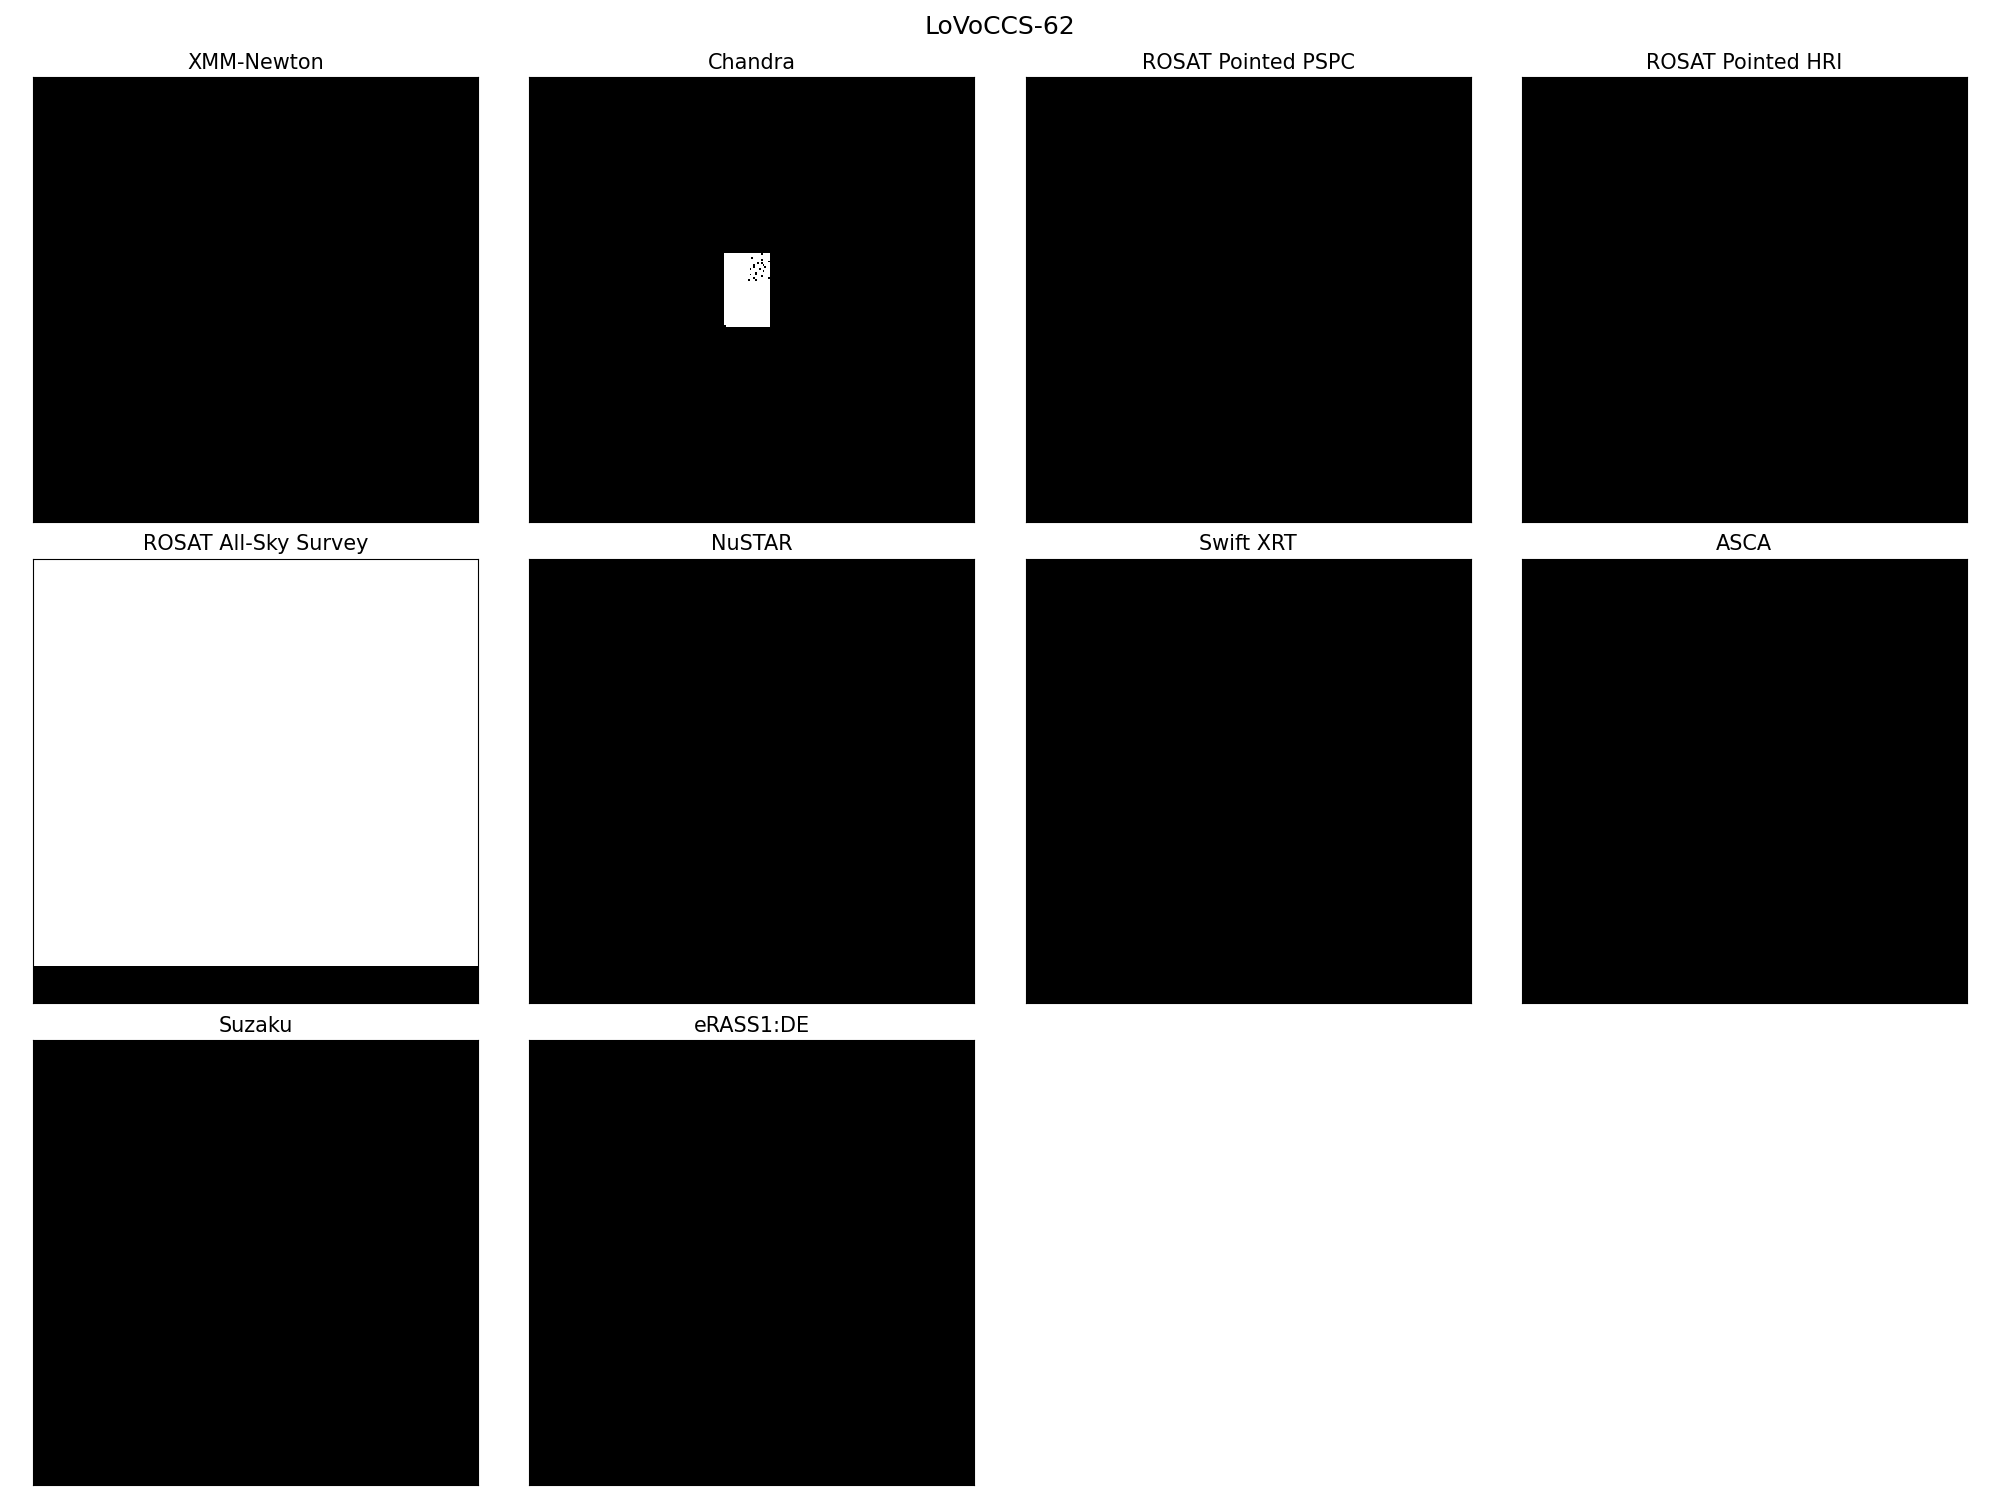 LoVoCCS-62
XMM-Newton
Chandra
ROSAT Pointed PSPC
ROSAT Pointed HRI
ROSAT All-Sky Survey
NuSTAR
Swift XRT
ASCA
Suzaku
eRASS1:DE